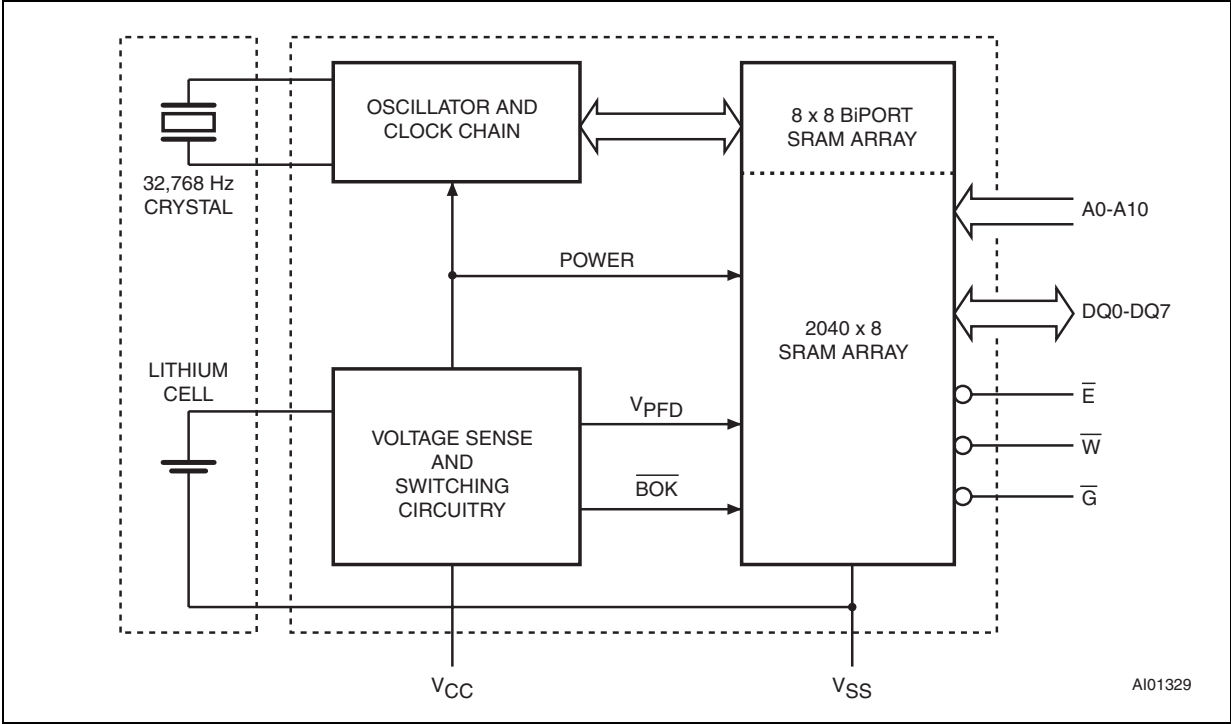 OSCILLATOR AND
CLOCK CHAIN
8 x 8 BiPORT
SRAM ARRAY
32,768 Hz
CRYSTAL
A0-A10
POWER
DQ0-DQ7
2040 x 8
SRAM ARRAY
LITHIUM
CELL
VPFD
E̅
VOLTAGE SENSE
AND
SWITCHING
CIRCUITRY
W̅
B̅O̅K̅
G̅
VCC
VSS
AI01329